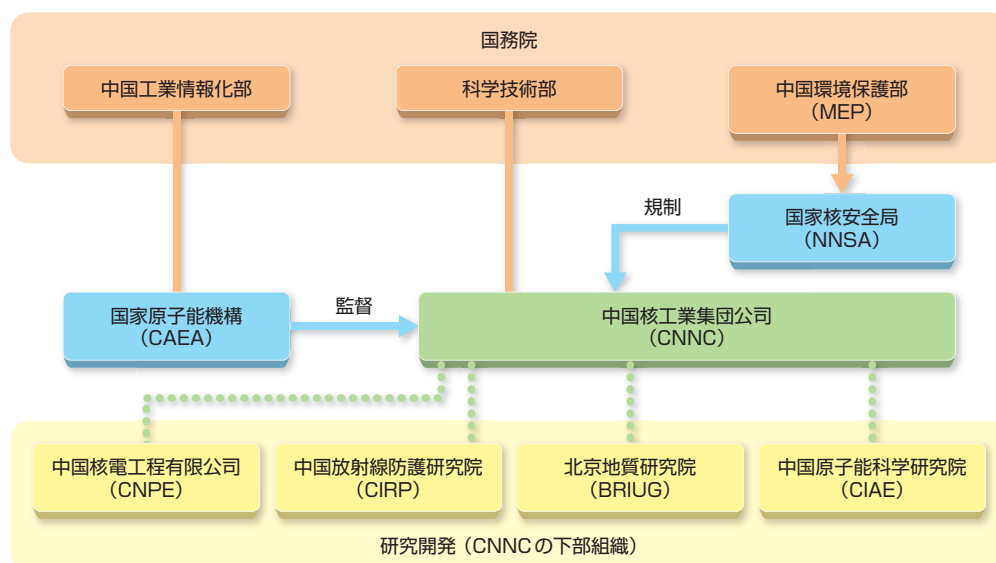 国務院
中国工業情報化部
科学技術部
中国環境保護部
（MEP）
規制
国家核安全局
（NNSA）
国家原子能機構
（CAEA）
監督
中国核工業集団公司
（CNNC）
中国核電工程有限公司
（CNPE）
中国放射線防護研究院
（CIRP）
北京地質研究院
（BRIUG）
中国原子能科学研究院
（CIAE）
研究開発（CNNCの下部組織）